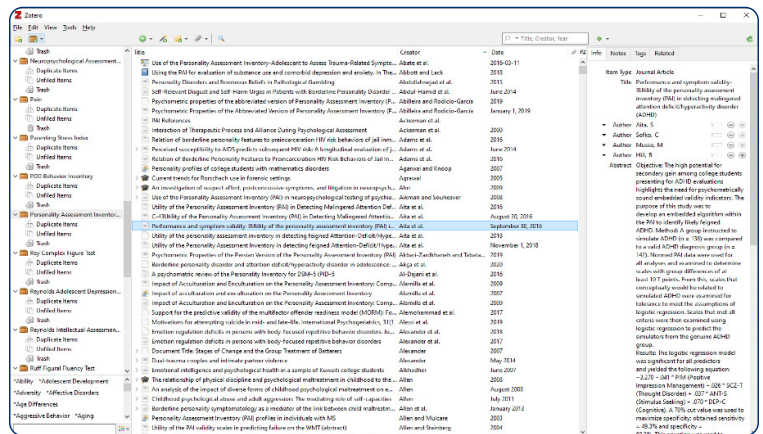 Zotero
File Edit View Tools Help
Title, Creator, Year
Trash
Neuropsychological Assessment...
Duplicate Items
Unfiled Items
Trash
Pain
Duplicate Items
Unfiled Items
Trash
Parenting Stress Index
Duplicate Items
Unfiled Items
Trash
PDD Behavior Inventory
Duplicate Items
Unfiled Items
Trash
Personality Assessment Inventor...
Duplicate Items
Unfiled Items
Trash
Rey Complex Figure Test
Duplicate Items
Unfiled Items
Trash
Reynolds Adolescent Depression...
Duplicate Items
Unfiled Items
Trash
Reynolds Intellectual Assessmen...
Duplicate Items
Unfiled Items
Trash
Ruff Figural Fluency Test
Duplicate Items
*Ability *Adolescent Development
*Adversity *Affective Disorders
*Age Differences
*Aggressive Behavior *Aging
Title Creator Date
Use of the Personality Assessment Inventory-Adolescent to Assess Trauma-Related Sympto... Abate et al. 2016-03-11
Using the PAI for evaluation of substance use and comorbid depression and anxiety. In The... Abbott and Lack 2018
Personality Disorders and Erroneous Beliefs in Pathological Gambling Abdollahnejad et al. 2015
Self-Relevant Disgust and Self-Harm Urges in Patients with Borderline Personality Disorder ... Abdul-Hamid et al. June 2014
Psychometric properties of the abbreviated version of Personality Assessment Inventory (P... Abilleira and Rodicio-García 2019
Psychometric Properties of the Abbreviated Version of Personality Assessment Inventory (P... Abilleira and Rodicio-García January 1, 2019
PAI References Ackerman et al.
Interaction of Therapeutic Process and Alliance During Psychological Assessment Ackerman et al. 2000
Relation of borderline personality features to preincarceration HIV risk behaviors of jail inm... Adams et al. 2016
Perceived susceptibility to AIDS predicts subsequent HIV risk: A longitudinal evaluation of j... Adams et al. June 2014
Relation of Borderline Personality Features to Preincarceration HIV Risk Behaviors of Jail In... Adams et al. 2016
Personality profiles of college students with mathematics disorders Agarwal and Knoop 2007
Current trends for Rorschach use in forensic settings Agrawal 2005
An investigation of suspect affect, postconcussive symptoms, and litigation in neuropsych... Ahn 2009
Use of the Personality Assessment Inventory (PAI) in neuropsychological testing of psycho... Aikman and Souheaver 2008
Utility of the Personality Assessment Inventory (PAI) in Detecting Malingered Attention... Aita et al. 2016
C-43Utility of the Personality Assessment Inventory (PAI) in Detecting Malingered Attentio... Aita et al. August 30, 2016
Performance and symptom validity-3Utility of the personality assessment inventory (PAI) i... Aita et al. September 30, 2016
Utility of the personality assessment inventory in detecting feigned Attention-Deficit/Hype... Aita et al. 2018
Utility of the Personality Assessment Inventory in detecting feigned Attention-Deficit/Hype... Aita et al. November 1, 2018
Psychometric Properties of the Persian Version of the Personality Assessment Inventory (PAI) Akbari-Zardkhaneh and Tabata... 2019
Borderline personality disorder and attention deficit/hyperactivity disorder in adolescence: ... Akça et al. 2020
A psychometric review of the Personality Inventory for DSM-5 (PID-5 Al-Dajani et al. 2016
Impact of Acculturation and Enculturation on the Personality Assessment Inventory: Comp... Alamilla et al. 2009
Impact of acculturation and enculturation on the Personality Assessment Inventory Alamilla et al. 2007
Impact of Acculturation and Enculturation on the Personality Assessment Inventory: Comp... Alamilla et al. 2009
Support for the predictive validity of the multifactor offender readiness model (MORM): Fo... Alemohammad et al. 2017
Motivations for attempting suicide in mid- and late-life. International Psychogeriatrics, 31(1 Alessi et al. 2019
Emotion regulation deficits in persons with body-focused repetitive behavior disorders. Jo... Alexander et al. 2018
Emotion regulation deficits in persons with body-focused repetitive behavior disorders Alexander et al. 2017
Document Title: Stages of Change and the Group Treatment of Batterers Alexander 2007
Dual-trauma couples and intimate partner violence Alexander May 2014
Emotional intelligence and psychological health in a sample of Kuwaiti college students Alkhadher June 2007
The relationship of physical discipline and psychological maltreatment in childhood to the ... Allen 2008
An analysis of the impact of diverse forms of childhood psychological maltreatment on e... Allen August 2008
Childhood psychological abuse and adult aggression: The mediating role of self-capacities Allen July 2011
Borderline personality symptomatology as a mediator of the link between child maltreatm... Allen et al. January 2013
Personality Assessment Inventory (PAI) profiles in individuals with MS Allen and Mulcare 2003
Utility of the PAI validity scales in predicting failure on the WMT (abstract) Allen and Steinberg 2004
Info Notes Tags Related
Item Type Journal Article
Title Performance and symptom validity-
3Utility of the personality assessment
inventory (PAI) in detecting malingered
attention deficit/hyperactivity disorder
(ADHD)
Author Aita, S
Author Sofko, C
Author Musso, M
Author Hill, B
Abstract Objective: The high potential for
secondary gain among college students
presenting for ADHD evaluations
highlights the need for psychometrically
sound embedded validity indicators. The
purpose of this study was to
develop an embedded algorithm within
the PAI to identify likely feigned
ADHD. Method: A group instructed to
simulate ADHD (n = 138) was compared
to a valid ADHD diagnosis group (n =
142). Normed PAI data were used for
all analyses and examined to determine
scales with group differences of at
least 10 T points. From this, scales that
conceptually would be related to
simulated ADHD were examined for
tolerance to meet the assumptions of
logistic regression. Scales that met all
criteria were then examined using
logistic regression to predict the
simulators from the genuine ADHD
group.
Results: The logistic regression model
was significant for all predictors
and yielded the following equation:
(Impression Management)
(Thought Disorder)
(Stimulus Seeking)
(Cognitive). A 70% cut value was used to
maximize specificity: obtained sensitivity
= 49.3% and specificity =